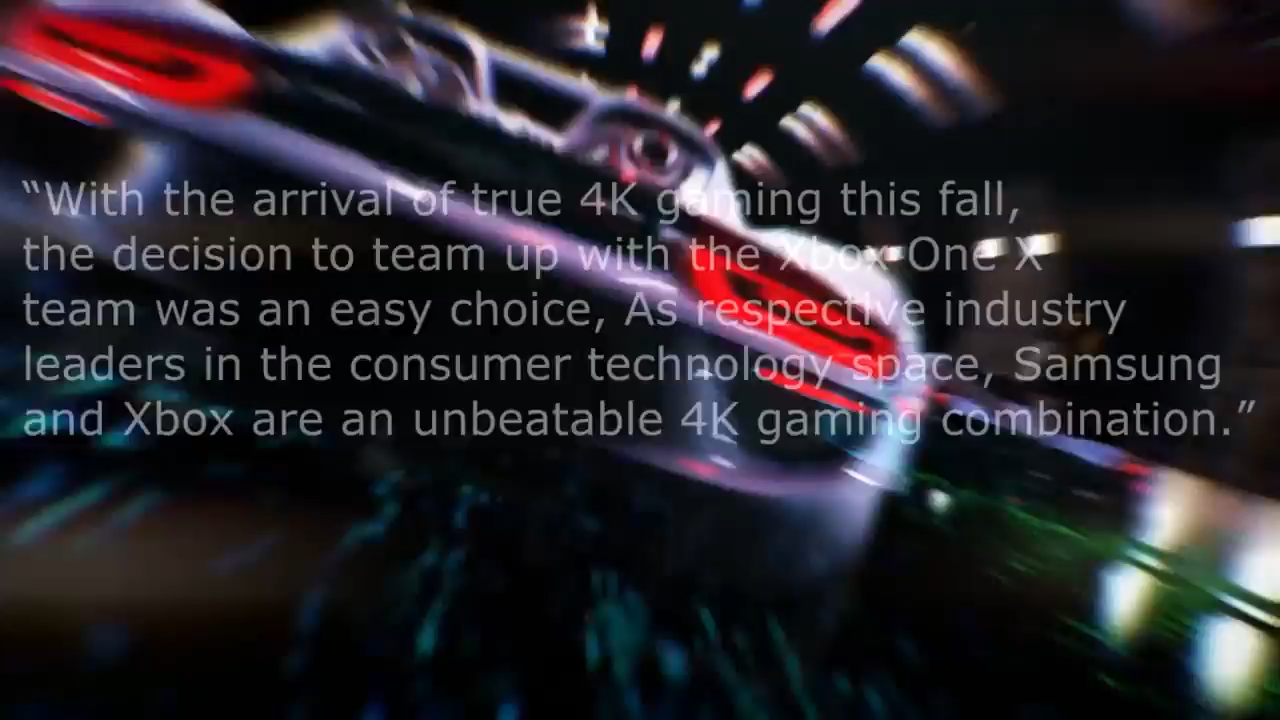 “With the arrival of true 4K gaming this fall,
the decision to team up with the Xbox One X
team was an easy choice, As respective industry
leaders in the consumer technology space, Samsung
and Xbox are an unbeatable 4K gaming combination.”